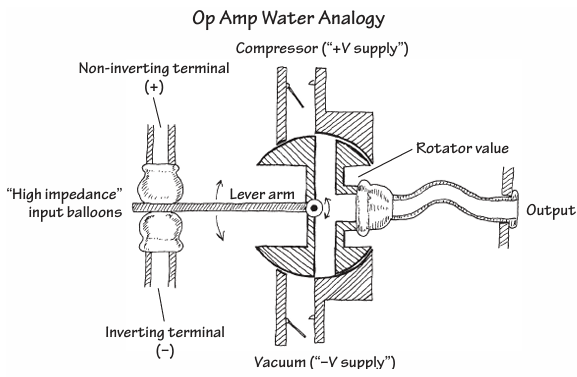 Op Amp Water Analogy
Compressor (“+V supply”)
Non-inverting terminal
(+)
Rotator value
“High impedance”
input balloons
Lever arm
Output
Inverting terminal
(−)
Vacuum (“−V supply”)